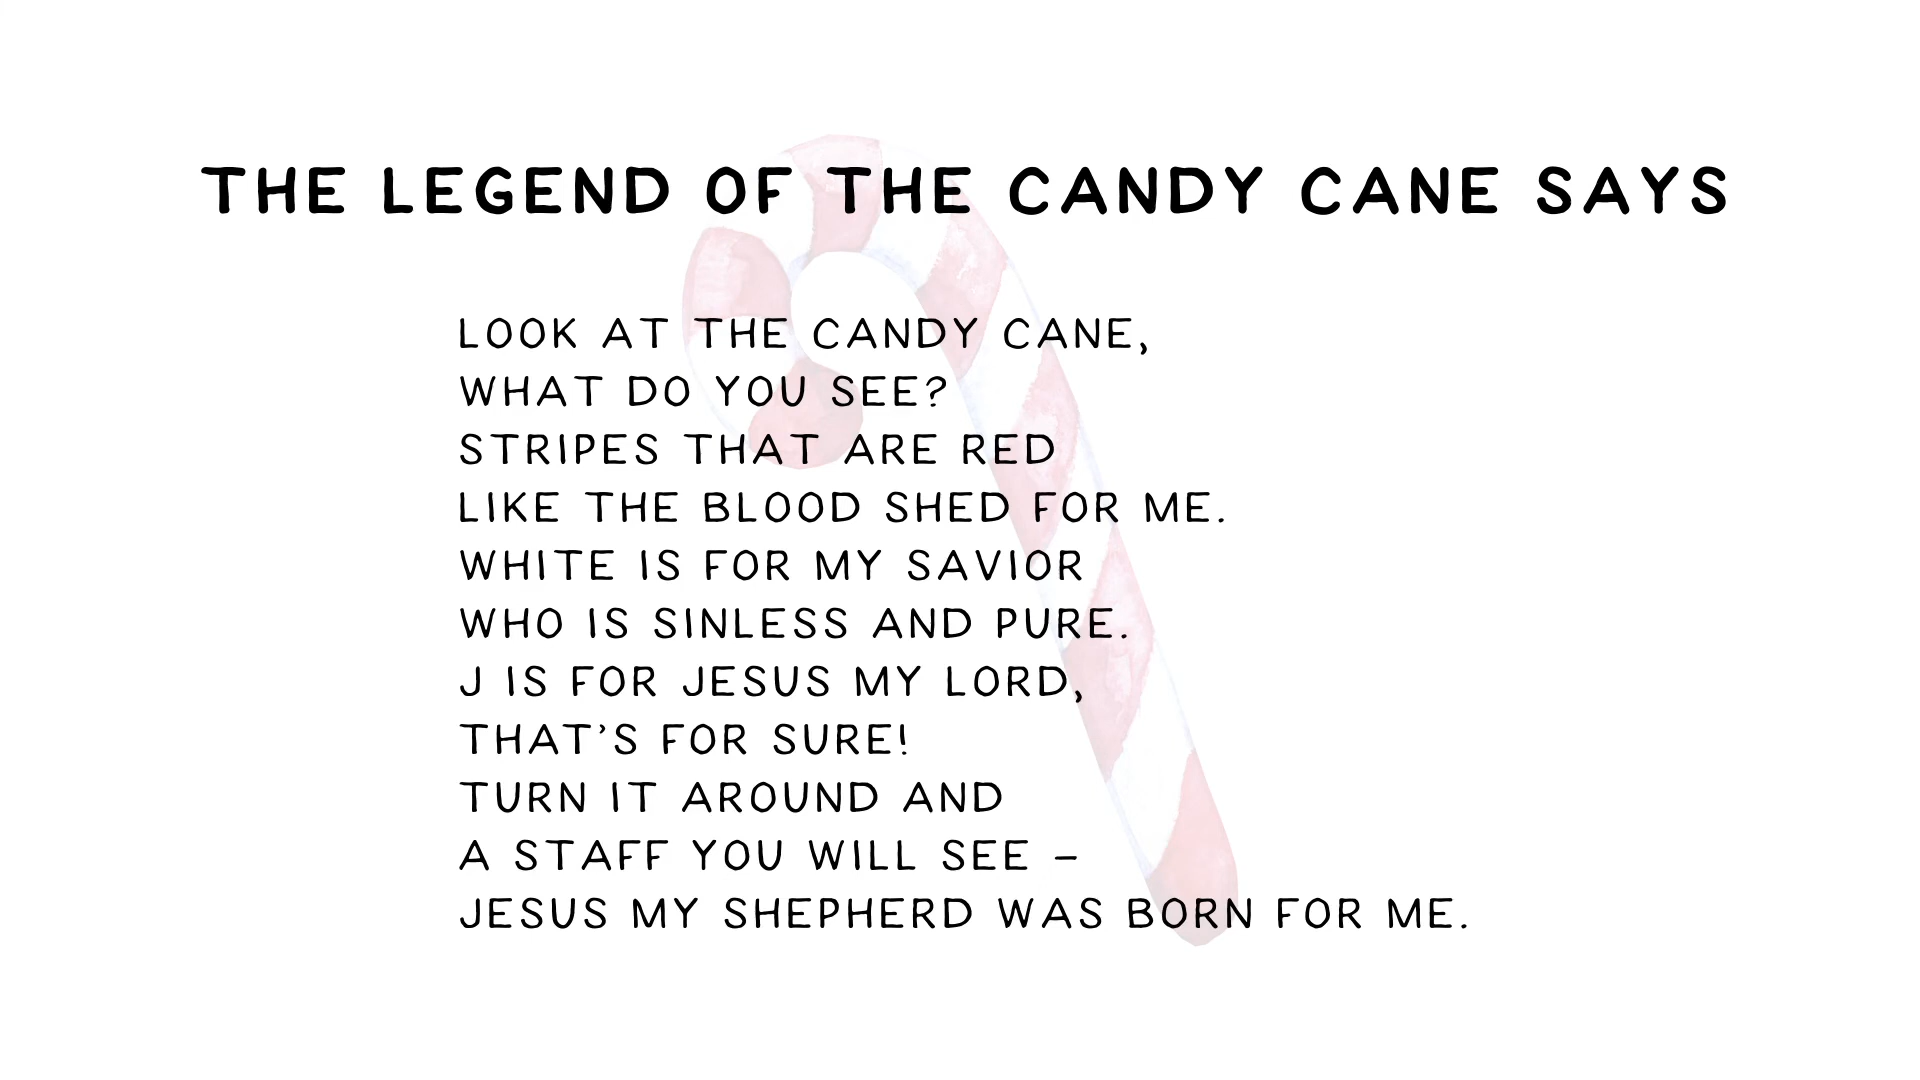 THE LEGEND OF THE CANDY CANE SAYS
LOOK AT THE CANDY CANE,
WHAT DO YOU SEE?
STRIPES THAT ARE RED
LIKE THE BLOOD SHED FOR ME.
WHITE IS FOR MY SAVIOR
WHO IS SINLESS AND PURE.
J IS FOR JESUS MY LORD,
THAT'S FOR SURE!
TURN IT AROUND AND
A STAFF YOU WILL SEE –
JESUS MY SHEPHERD WAS BORN FOR ME.